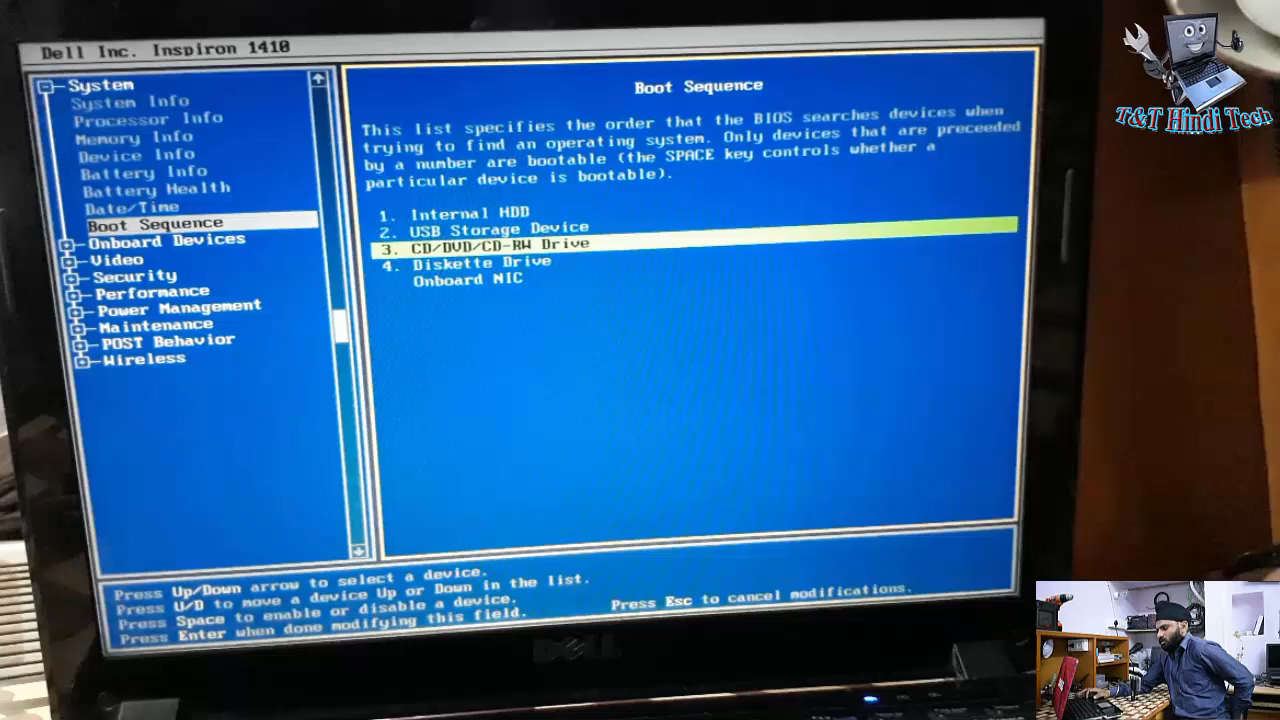 Dell Inc. Inspiron 1410
System
System Info
Processor Info
Memory Info
Device Info
Battery Info
Battery Health
Date/Time
Boot Sequence
Onboard Devices
Video
Security
Performance
Power Management
Maintenance
POST Behavior
Wireless
Boot Sequence
This list specifies the order that the BIOS searches devices when
trying to find an operating system. Only devices that are preceeded
by a number are bootable (the SPACE key controls whether a
particular device is bootable).
1. Internal HDD
2. USB Storage Device
3. CD/DVD/CD-RW Drive
4. Diskette Drive
Onboard NIC
Press Up/Down arrow to select a device.
Press U/D to move a device Up or Down in the list.
Press Space to enable or disable a device.
Press Enter when done modifying this field.
Press Esc to cancel modifications.
DELL
T&T Hindi Tech